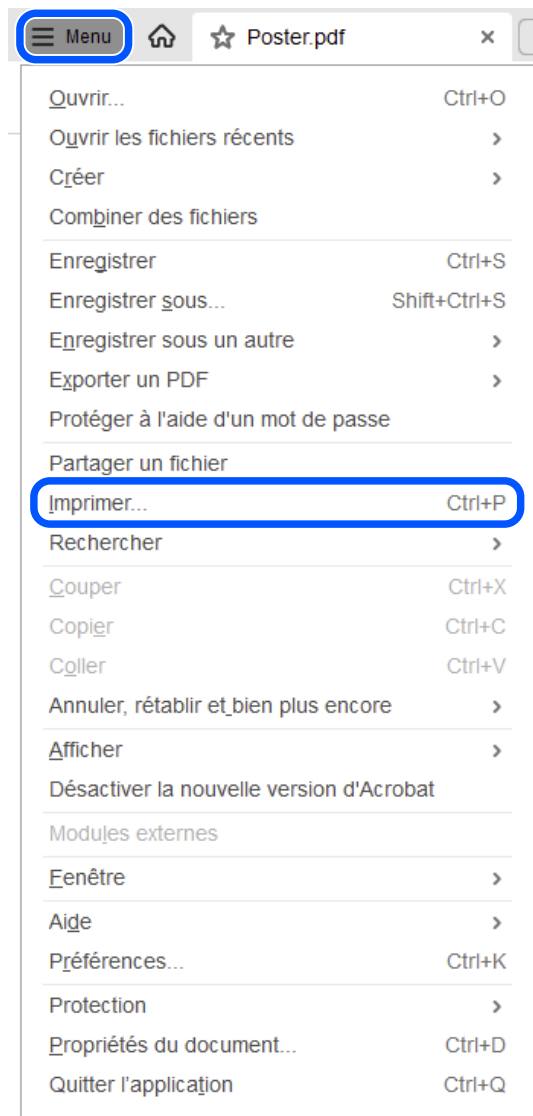 Menu Poster.pdf
Ouvrir... Ctrl+O
Ouvrir les fichiers récents
Créer
Combiner des fichiers
Enregistrer Ctrl+S
Enregistrer sous... Shift+Ctrl+S
Enregistrer sous un autre
Exporter un PDF
Protéger à l'aide d'un mot de passe
Partager un fichier
Imprimer... Ctrl+P
Rechercher
Couper Ctrl+X
Copier Ctrl+C
Coller Ctrl+V
Annuler, rétablir et bien plus encore
Afficher
Désactiver la nouvelle version d'Acrobat
Modules externes
Fenêtre
Aide
Préférences... Ctrl+K
Protection
Propriétés du document... Ctrl+D
Quitter l’application Ctrl+Q